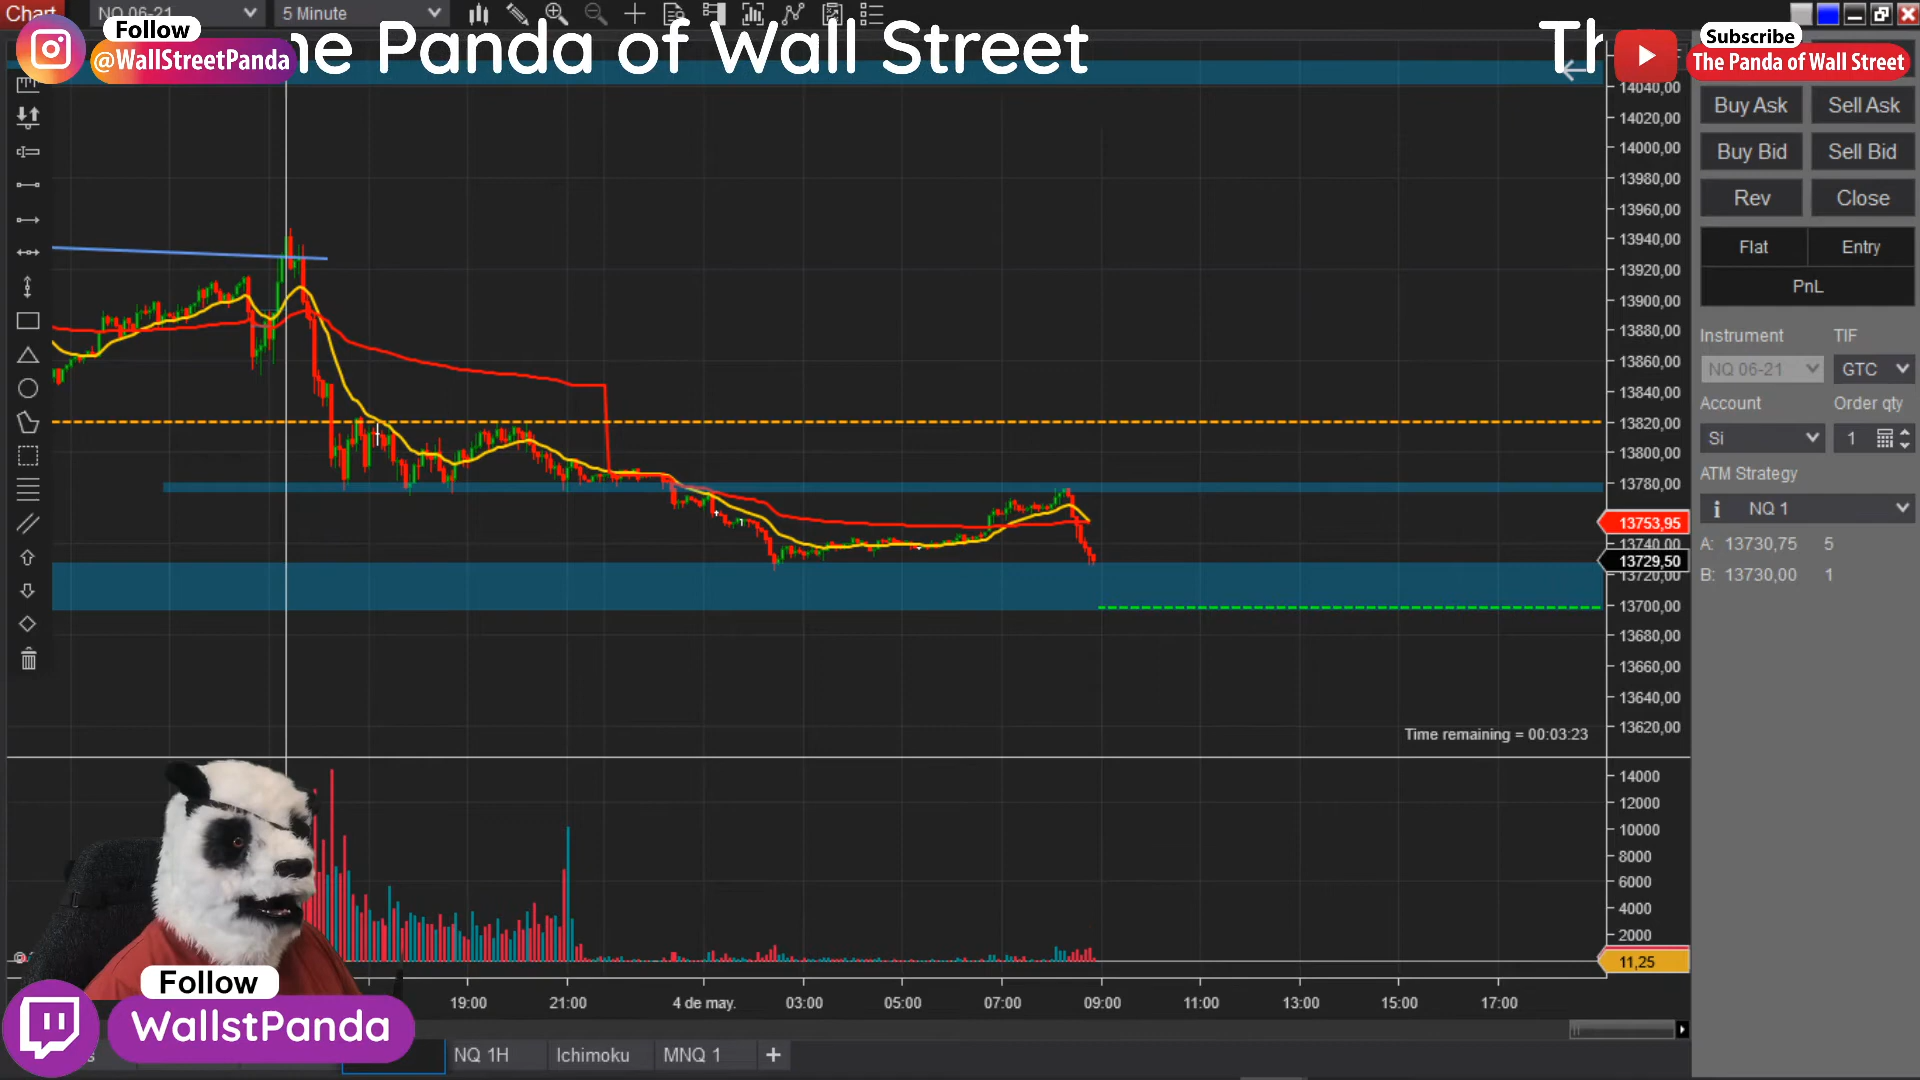 Chart
NQ 06-21
5 Minute
Follow
@WallStreetPanda
he Panda of Wall Street
Th
Subscribe
The Panda of Wall Street
14040,00
14020,00
14000,00
13980,00
13960,00
13940,00
13920,00
13900,00
13880,00
13860,00
13840,00
13820,00
13800,00
13780,00
13753,95
13740,00
13729,50
13720,00
13700,00
13680,00
13660,00
13640,00
13620,00
Time remaining = 00:03:23
14000
12000
10000
8000
6000
4000
2000
11,25
Buy Ask
Sell Ask
Buy Bid
Sell Bid
Rev
Close
Flat
Entry
PnL
Instrument
TIF
NQ 06-21
GTC
Account
Order qty
Si
1
ATM Strategy
NQ 1
A: 13730,75 5
B: 13730,00 1
19:00
21:00
4 de may.
03:00
05:00
07:00
09:00
11:00
13:00
15:00
17:00
Follow
WallstPanda
s
NQ 1H
Ichimoku
MNQ 1
+